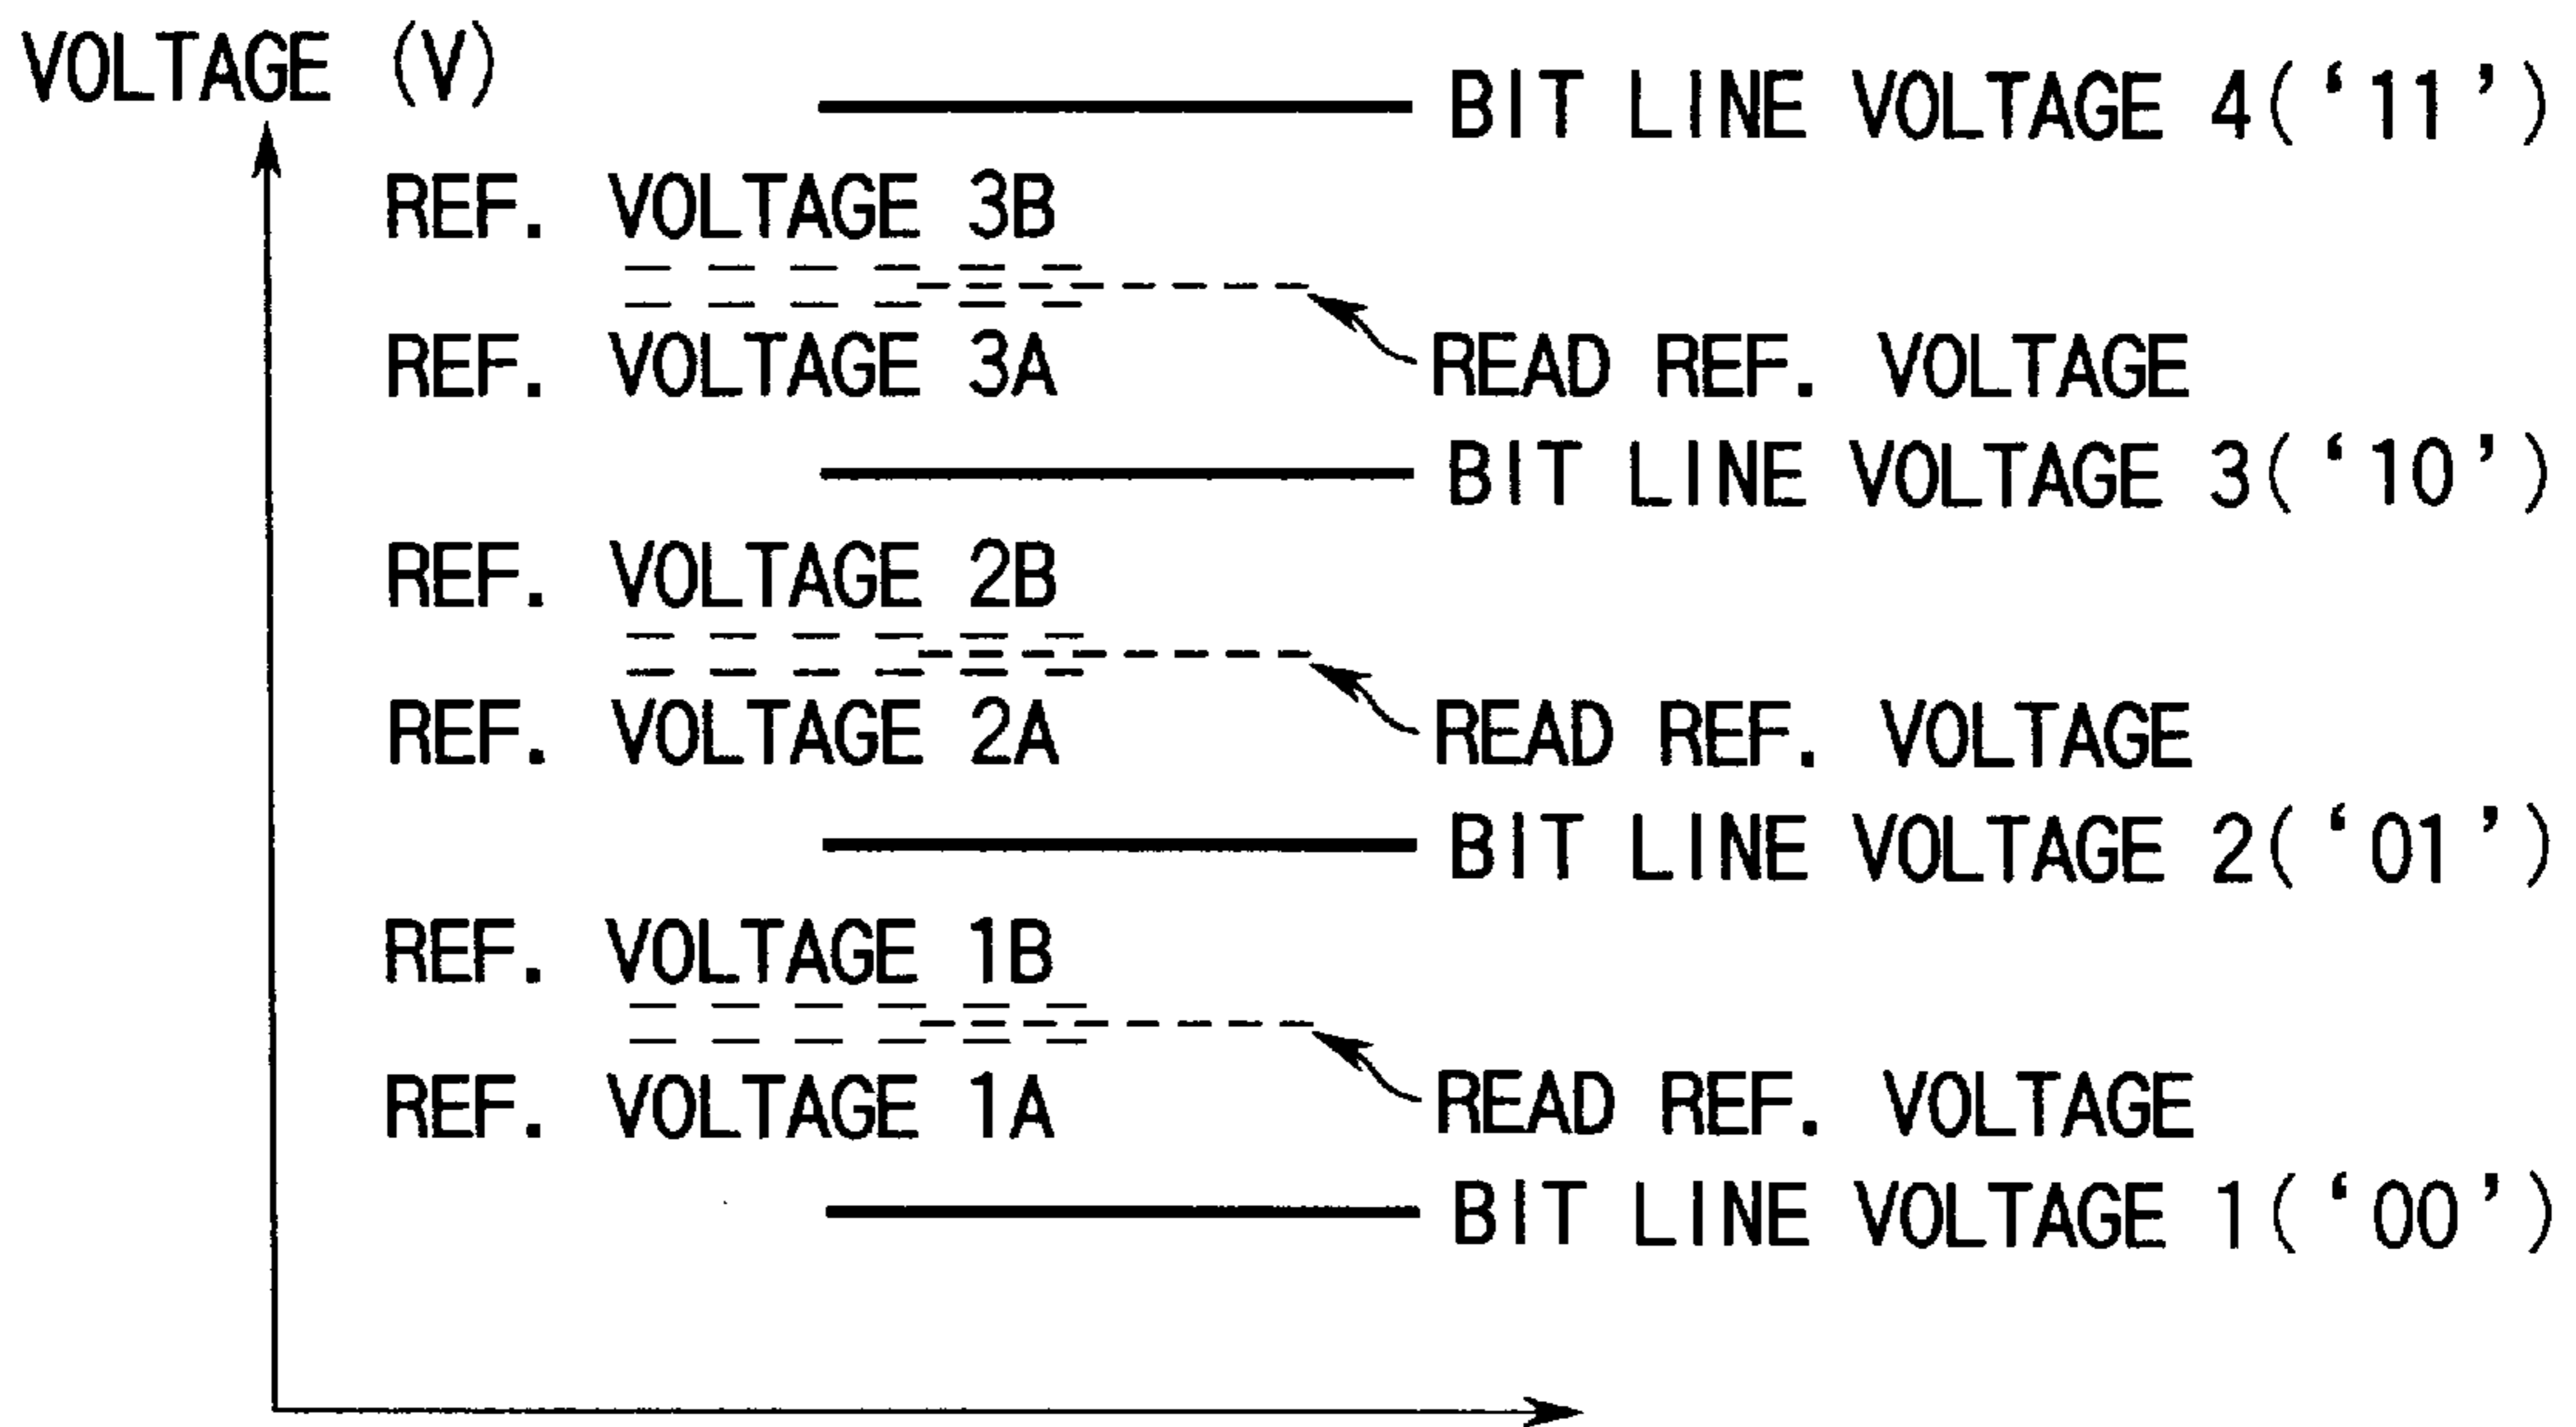 VOLTAGE (V)
BIT LINE VOLTAGE 4(‘11’)
REF. VOLTAGE 3B
REF. VOLTAGE 3A
READ REF. VOLTAGE
BIT LINE VOLTAGE 3(‘10’)
REF. VOLTAGE 2B
REF. VOLTAGE 2A
READ REF. VOLTAGE
BIT LINE VOLTAGE 2(‘01’)
REF. VOLTAGE 1B
REF. VOLTAGE 1A
READ REF. VOLTAGE
BIT LINE VOLTAGE 1(‘00’)